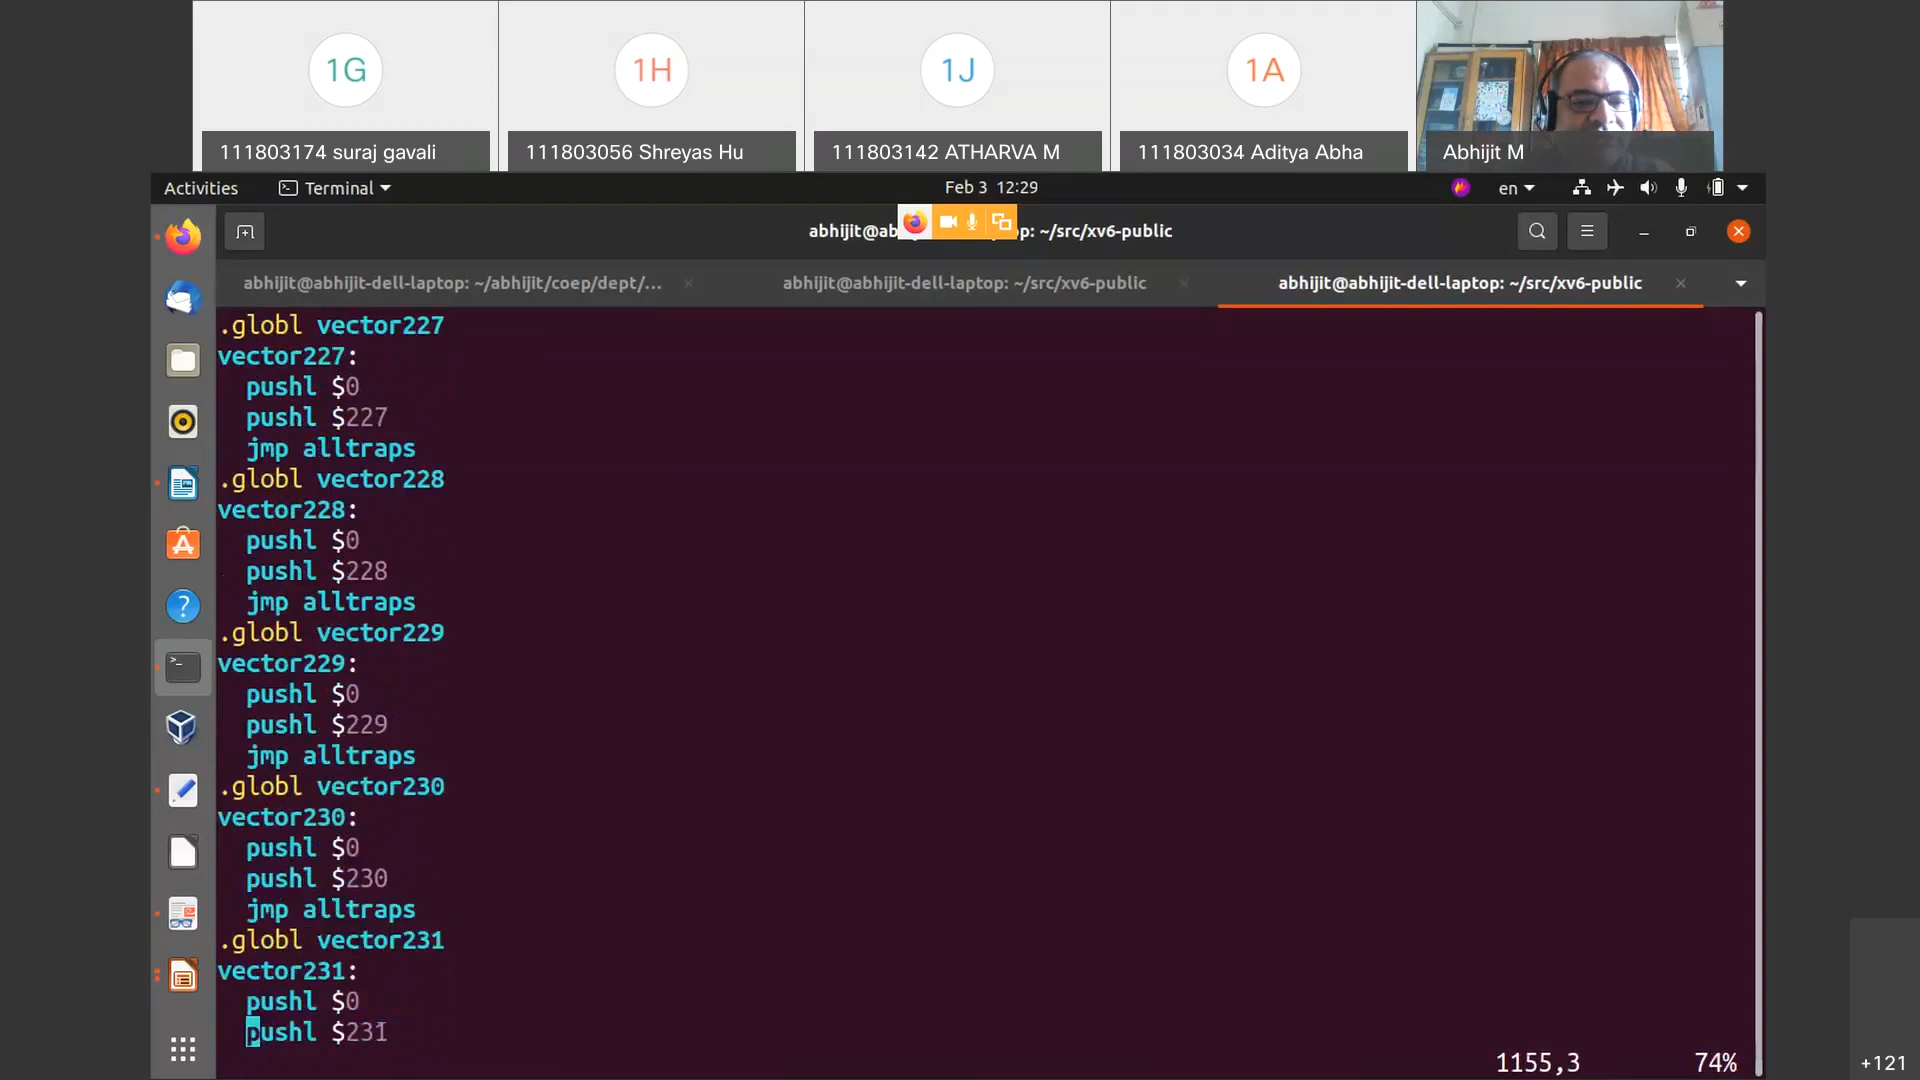 1G
1H
1J
1A
111803174 suraj gavali
111803056 Shreyas Hu
111803142 ATHARVA M
111803034 Aditya Abha
Abhijit M
Activities
Terminal
Feb 3 12:29
en
abhijit@ab
op: ~/src/xv6-public
abhijit@abhijit-dell-laptop: ~/abhijit/coep/dept/...
abhijit@abhijit-dell-laptop: ~/src/xv6-public
abhijit@abhijit-dell-laptop: ~/src/xv6-public
.globl vector227
vector227:
pushl $0
pushl $227
jmp alltraps
.globl vector228
vector228:
pushl $0
pushl $228
jmp alltraps
.globl vector229
vector229:
pushl $0
pushl $229
jmp alltraps
.globl vector230
vector230:
pushl $0
pushl $230
jmp alltraps
.globl vector231
vector231:
pushl $0
pushl $231
1155,3
74%
+121